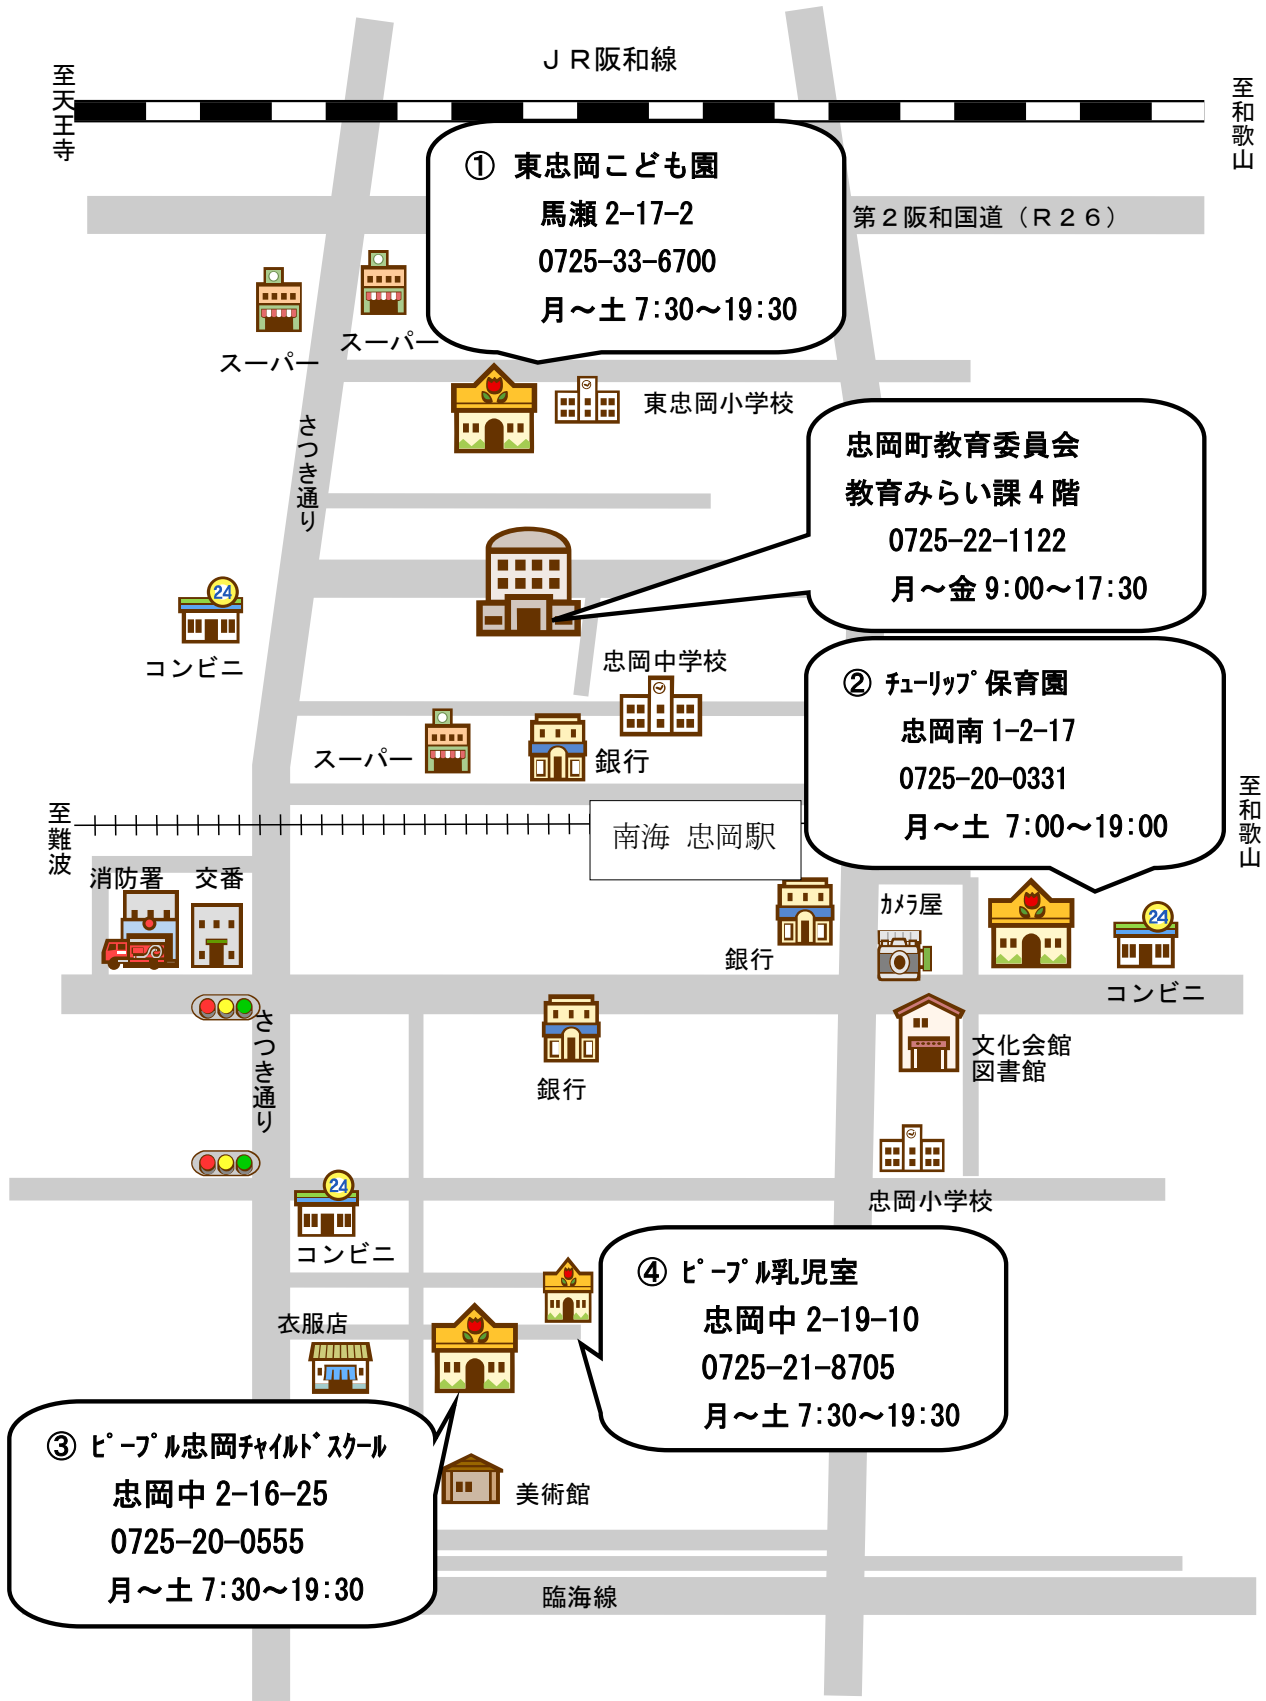 ＪＲ阪和線
至天王寺
至和歌山
① 東忠岡こども園
馬瀬 2-17-2
0725-33-6700
月～土 7:30～19:30
第２阪和国道（Ｒ２６）
スーパー
スーパー
東忠岡小学校
さつき通り
忠岡町教育委員会
教育みらい課 4 階
0725-22-1122
月～金 9:00～17:30
24
コンビニ
忠岡中学校
② ﾁｭｰﾘｯﾌﾟ保育園
忠岡南 1-2-17
0725-20-0331
月～土 7:00～19:00
スーパー
銀行
至難波
南海 忠岡駅
至和歌山
消防署
交番
銀行
ｶﾒﾗ屋
24
コンビニ
さつき通り
銀行
文化会館
図書館
忠岡小学校
24
コンビニ
④ ﾋﾟｰﾌﾟﾙ乳児室
忠岡中 2-19-10
0725-21-8705
月～土 7:30～19:30
衣服店
③ ﾋﾟｰﾌﾟﾙ忠岡ﾁｬｲﾙﾄﾞｽｸｰﾙ
忠岡中 2-16-25
0725-20-0555
月～土 7:30～19:30
美術館
臨海線